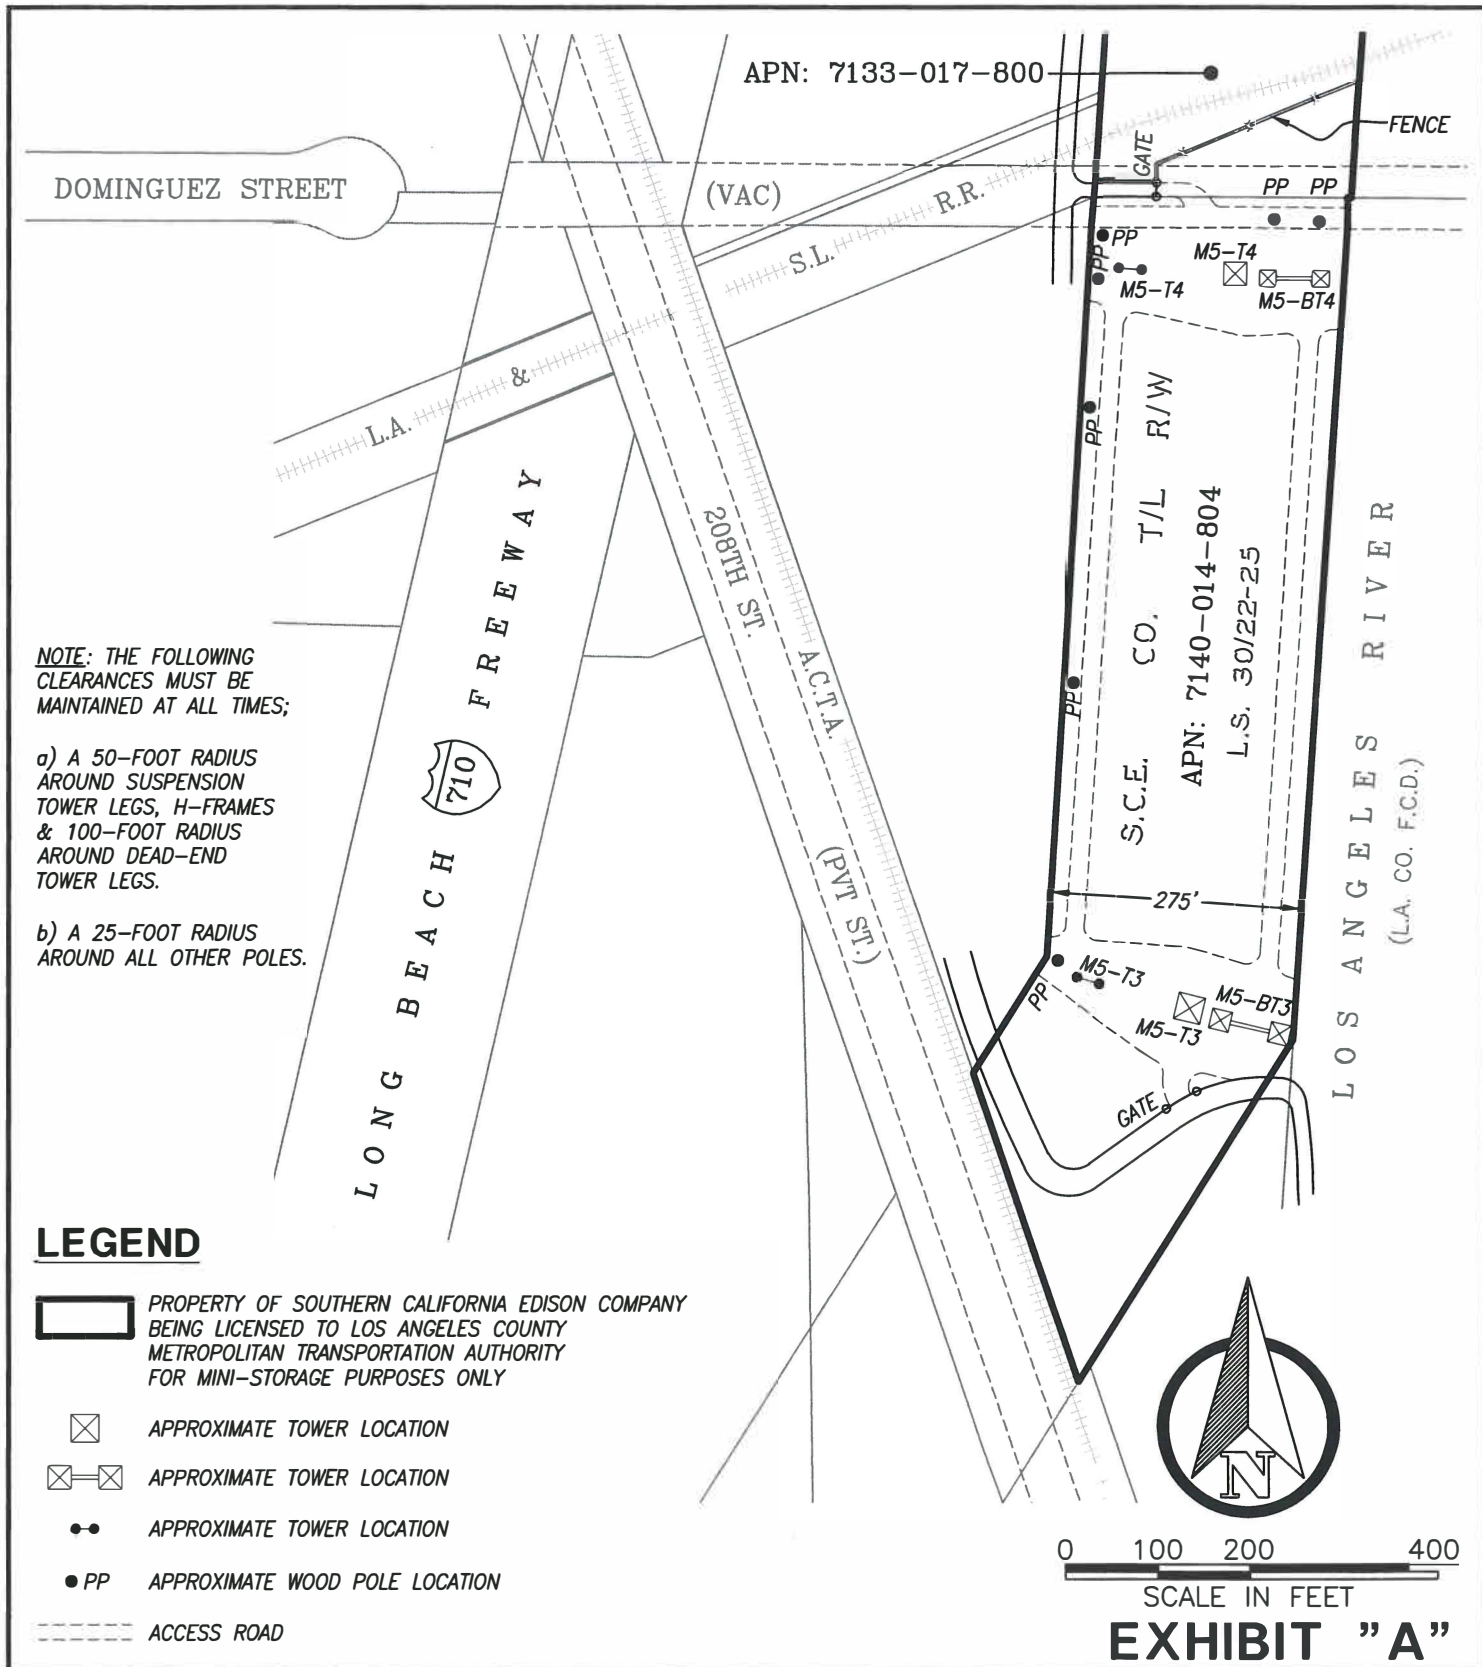 APN: 7133-017-800
FENCE
GATE
DOMINGUEZ STREET
(VAC)
PP PP
S.L. R.R.
PP
PP
M5-T4
M5-T4
M5-BT4
L.A. &
PP
S.C.E. CO. T/L R/W
APN: 7140-014-804
L.S. 30/22-25
208TH ST.
(PVT ST.)
A.C.T.A.
PP
LOS ANGELES RIVER
(L.A. CO. F.C.D.)
LONG BEACH FREEWAY
710
NOTE: THE FOLLOWING
CLEARANCES MUST BE
MAINTAINED AT ALL TIMES;
a) A 50-FOOT RADIUS
AROUND SUSPENSION
TOWER LEGS, H-FRAMES
& 100-FOOT RADIUS
AROUND DEAD-END
TOWER LEGS.
b) A 25-FOOT RADIUS
AROUND ALL OTHER POLES.
275'
M5-T3
PP
M5-BT3
M5-T3
GATE
LEGEND
PROPERTY OF SOUTHERN CALIFORNIA EDISON COMPANY
BEING LICENSED TO LOS ANGELES COUNTY
METROPOLITAN TRANSPORTATION AUTHORITY
FOR MINI-STORAGE PURPOSES ONLY
APPROXIMATE TOWER LOCATION
APPROXIMATE TOWER LOCATION
APPROXIMATE TOWER LOCATION
PP APPROXIMATE WOOD POLE LOCATION
ACCESS ROAD
N
0 100 200 400
SCALE IN FEET
EXHIBIT "A"